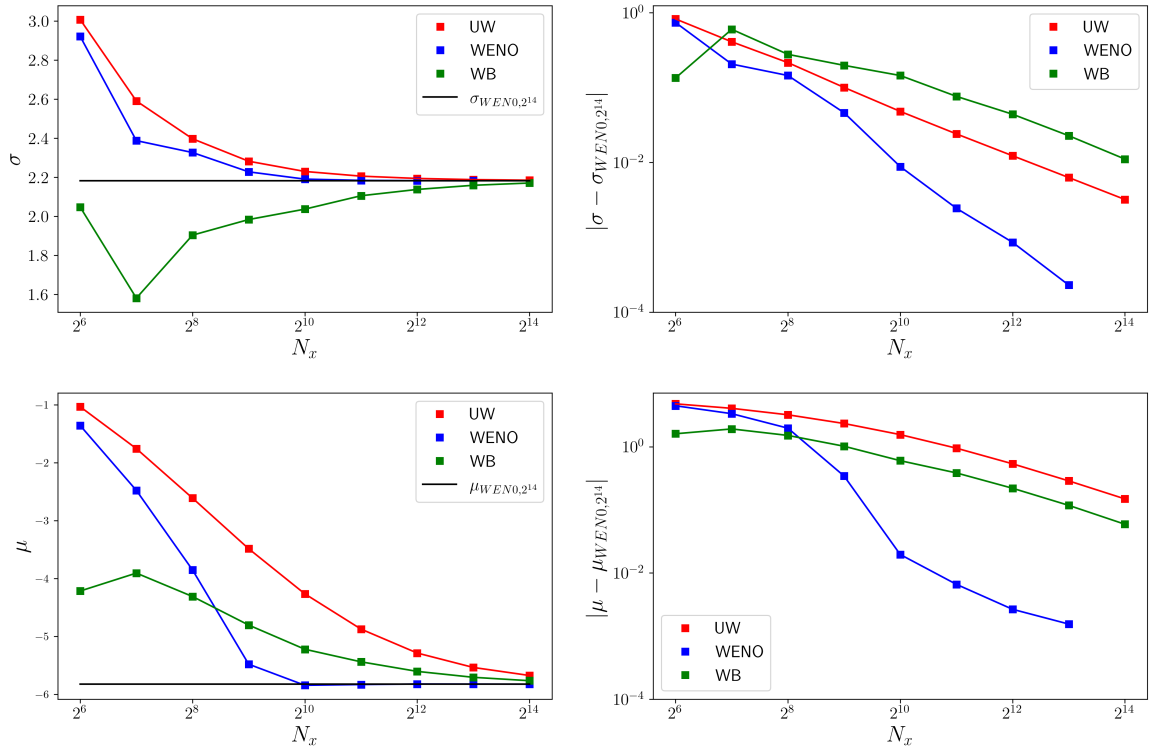 3.0
2.8
2.6
2.4
2.2
2.0
1.8
1.6
σ
2^6
2^8
2^10
2^12
2^14
N_x
UW
WENO
WB
σ_{WEN0,2^{14}}
10^0
10^{-2}
10^{-4}
|σ − σ_{WEN0,2^{14}}|
2^6
2^8
2^10
2^12
2^14
N_x
UW
WENO
WB
−1
−2
−3
−4
−5
−6
μ
2^6
2^8
2^10
2^12
2^14
N_x
UW
WENO
WB
μ_{WEN0,2^{14}}
10^0
10^{-2}
10^{-4}
|μ − μ_{WEN0,2^{14}}|
2^6
2^8
2^10
2^12
2^14
N_x
UW
WENO
WB